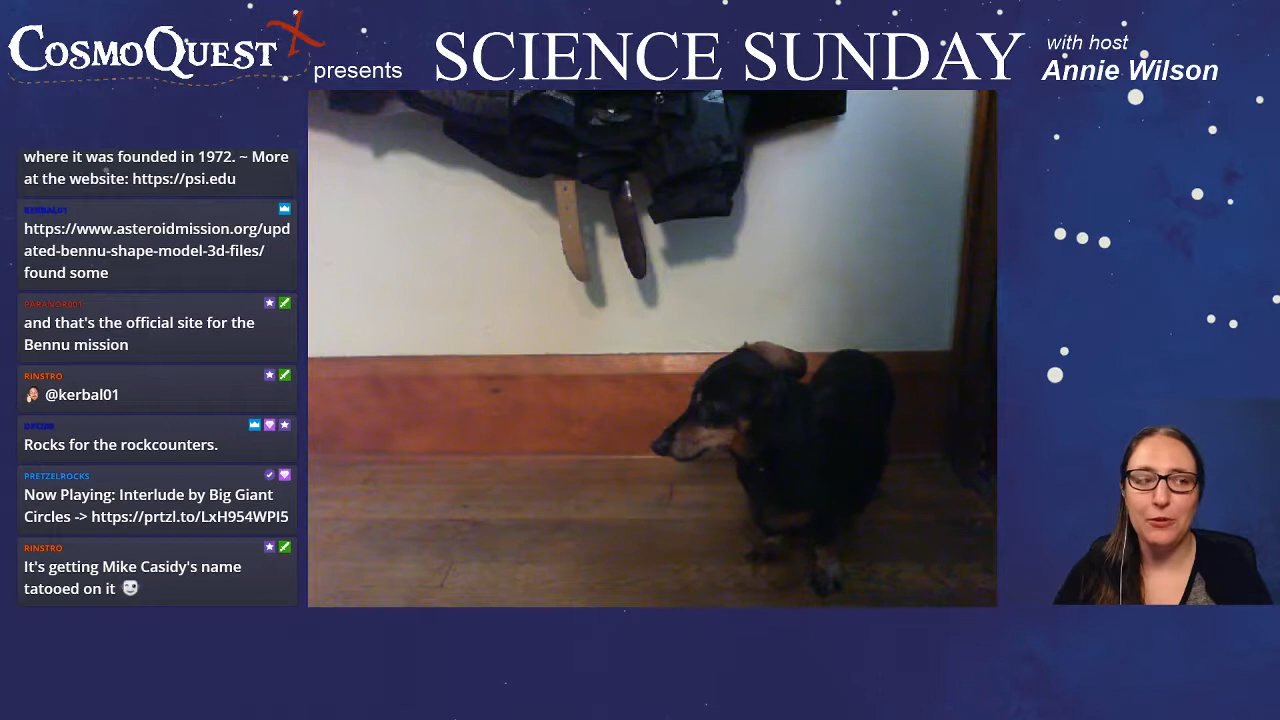 CosmoQuest X
presents
SCIENCE SUNDAY
with host
Annie Wilson
where it was founded in 1972. ~ More
at the website: https://psi.edu
KERBAL01
https://www.asteroidmission.org/upd
ated-bennu-shape-model-3d-files/
found some
PARANOR001
and that's the official site for the
Bennu mission
RINSTRO
@kerbal01
Rocks for the rockcounters.
PRETZELROCKS
Now Playing: Interlude by Big Giant
Circles -> https://prtzl.to/LxH954WPI5
RINSTRO
It's getting Mike Casidy's name
tatooed on it